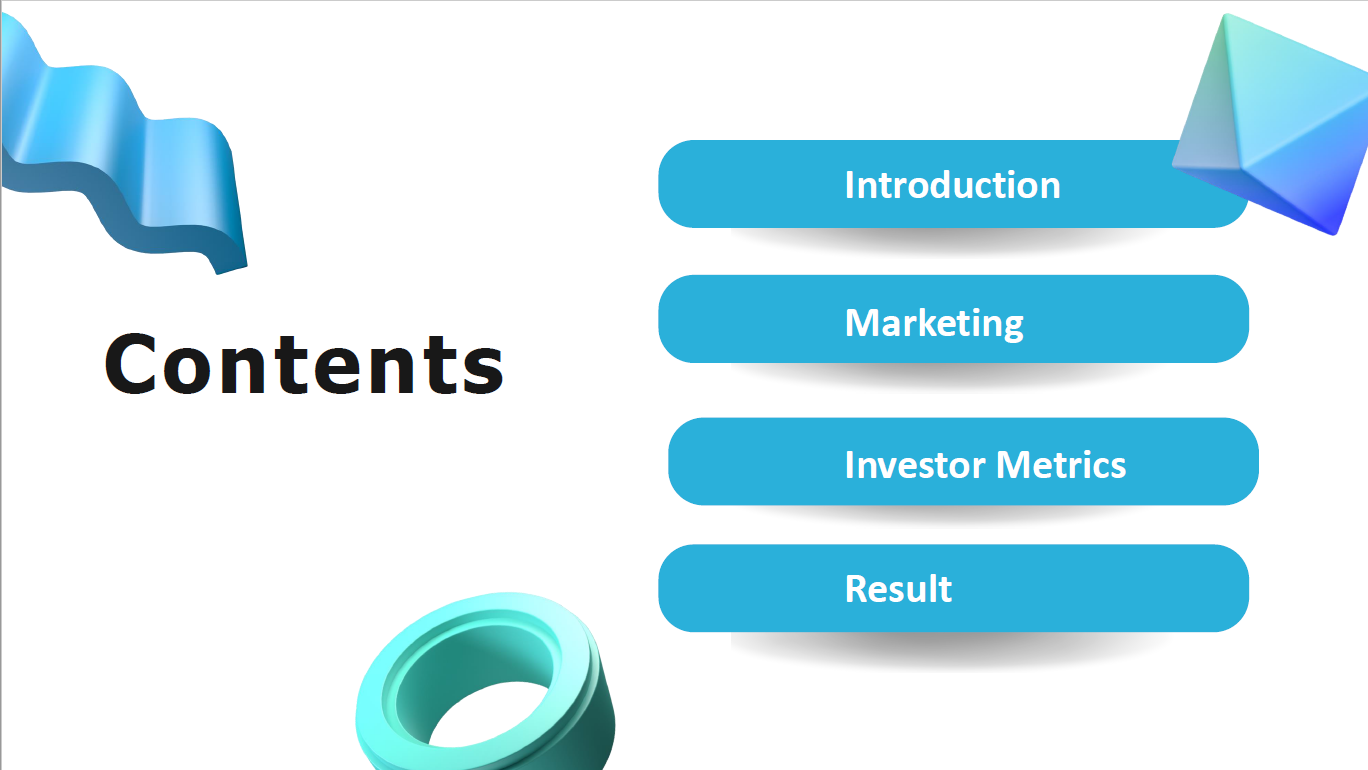 Contents
Introduction
Marketing
Investor Metrics
Result